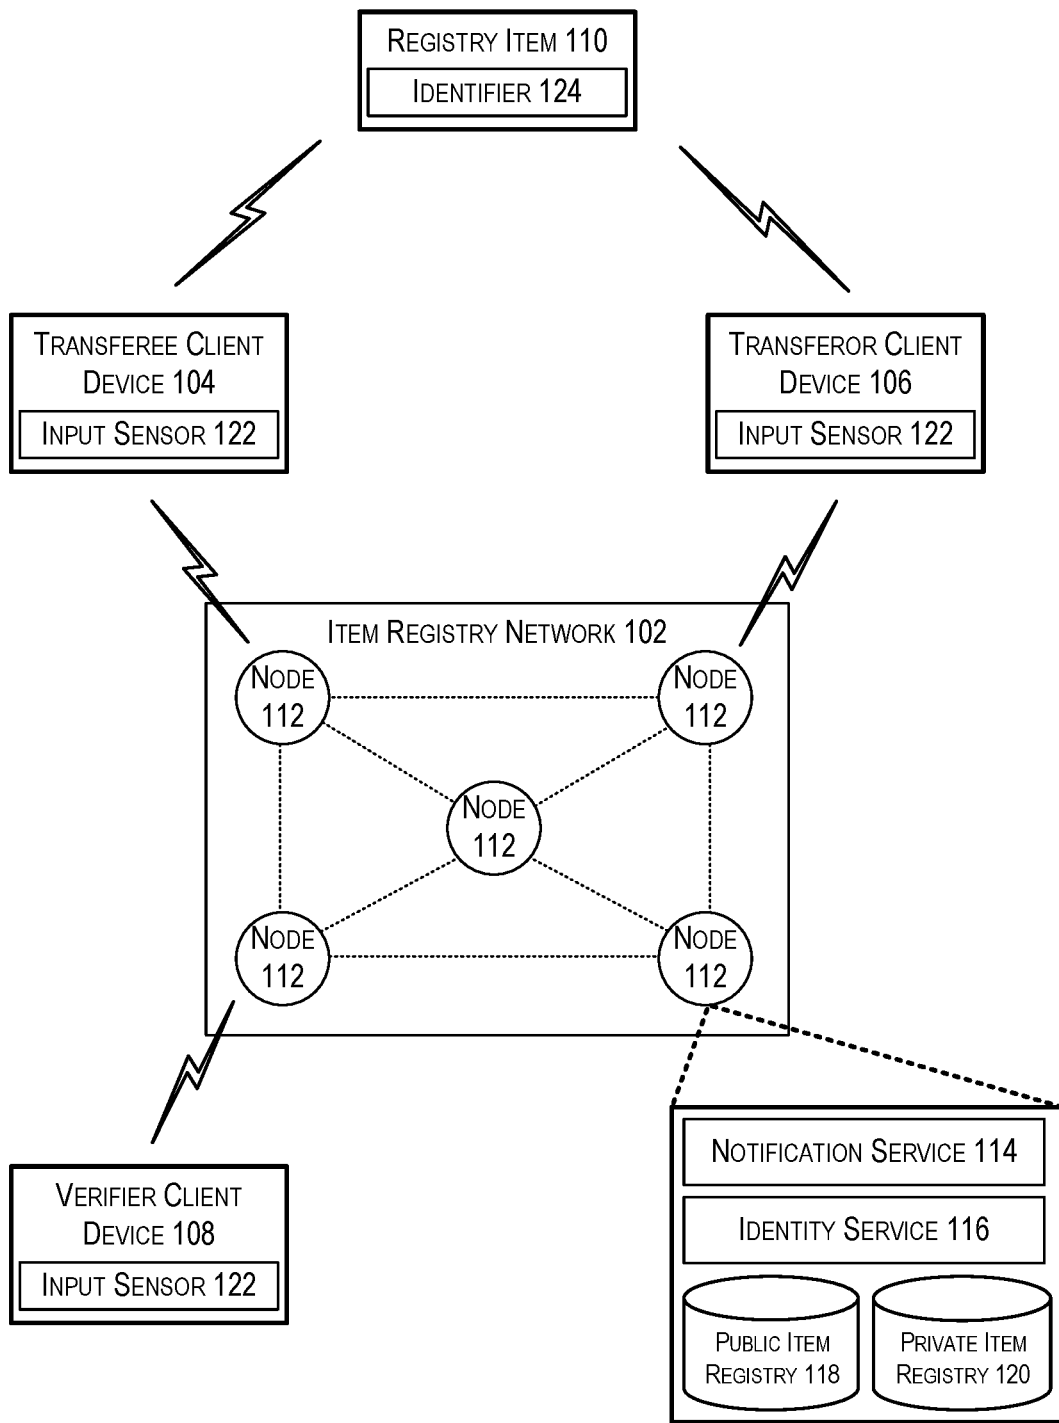 REGISTRY ITEM 110
IDENTIFIER 124
TRANSFEREE CLIENT
DEVICE 104
INPUT SENSOR 122
TRANSFEROR CLIENT
DEVICE 106
INPUT SENSOR 122
ITEM REGISTRY NETWORK 102
NODE
112
NODE
112
NODE
112
NODE
112
NODE
112
VERIFIER CLIENT
DEVICE 108
INPUT SENSOR 122
NOTIFICATION SERVICE 114
IDENTITY SERVICE 116
PUBLIC ITEM
REGISTRY 118
PRIVATE ITEM
REGISTRY 120